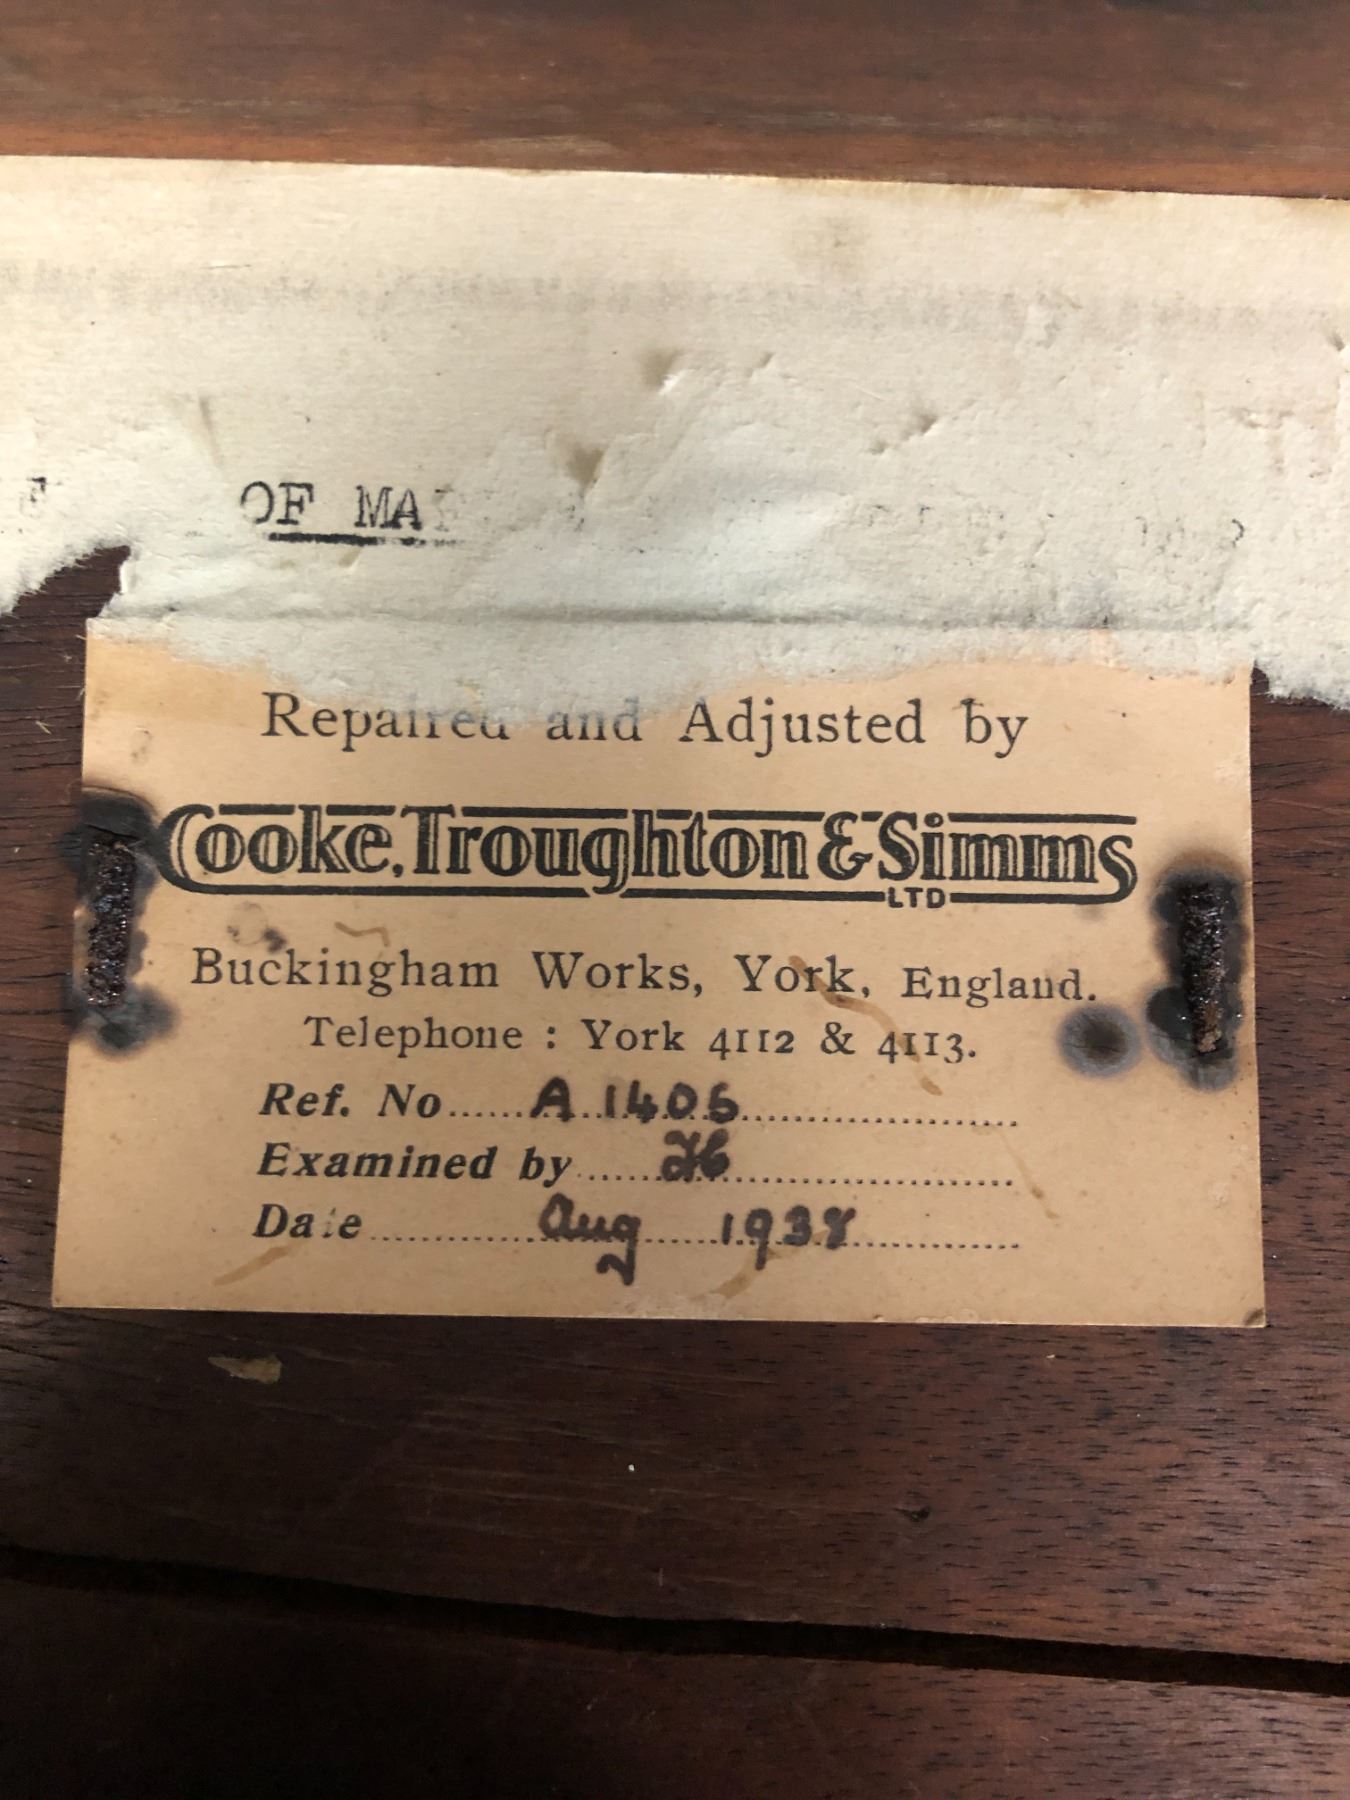 OF MA
Repaired and Adjusted by
Cooke, Troughton & Simms
LTD
Buckingham Works, York, England.
Telephone : York 4112 & 4113.
Ref. No...... A 1405
Examined by
Date Aug 1938